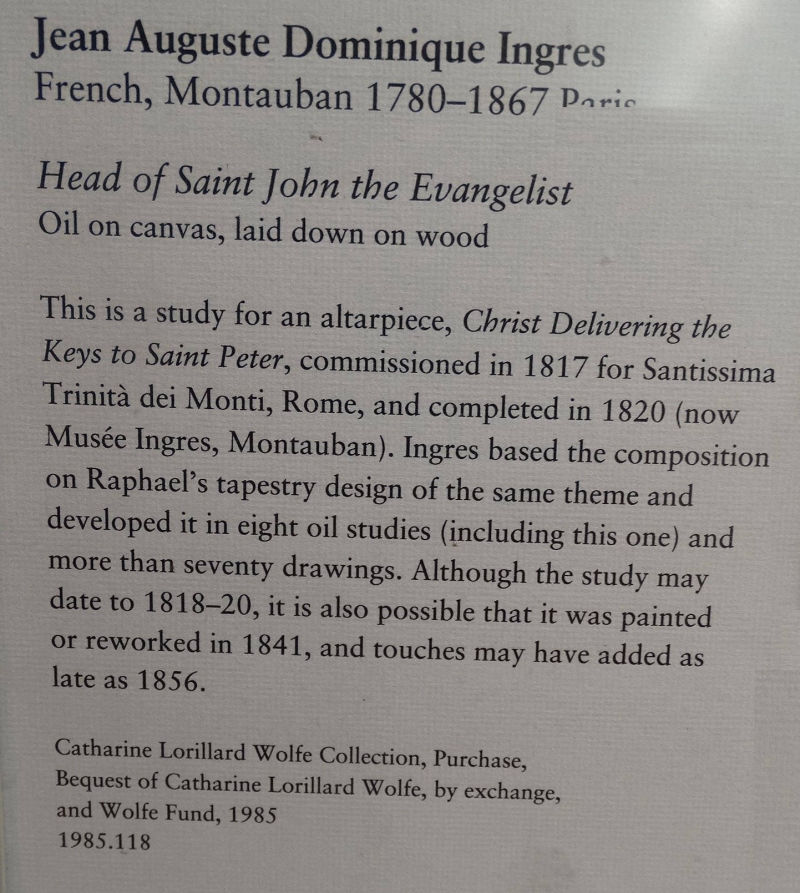 Jean Auguste Dominique Ingres
French, Montauban 1780–1867 Paris
Head of Saint John the Evangelist
Oil on canvas, laid down on wood
This is a study for an altarpiece, Christ Delivering the
Keys to Saint Peter, commissioned in 1817 for Santissima
Trinità dei Monti, Rome, and completed in 1820 (now
Musée Ingres, Montauban). Ingres based the composition
on Raphael's tapestry design of the same theme and
developed it in eight oil studies (including this one) and
more than seventy drawings. Although the study may
date to 1818–20, it is also possible that it was painted
or reworked in 1841, and touches may have added as
late as 1856.
Catharine Lorillard Wolfe Collection, Purchase,
Bequest of Catharine Lorillard Wolfe, by exchange,
and Wolfe Fund, 1985
1985.118